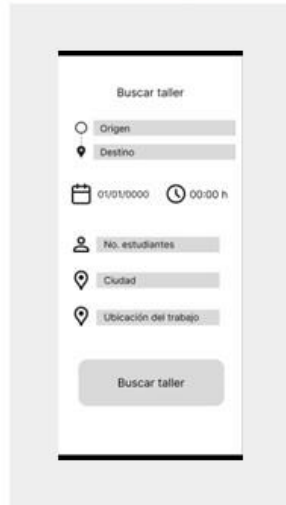 Buscar taller
Origen
Destino
01/01/0000 00:00 h
No. estudiantes
Ciudad
Ubicación del trabajo
Buscar taller